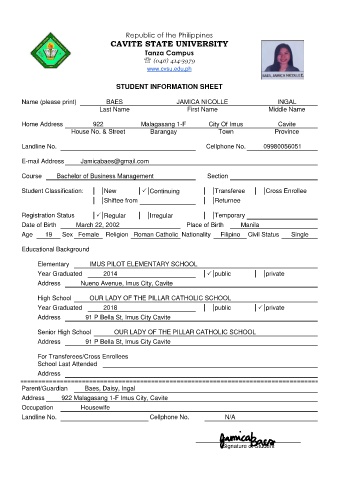 Republic of the Philippines
CAVITE STATE UNIVERSITY
Tanza Campus
☎ (046) 414-3979
www.cvsu.edu.ph
BAES, JAMICA NICOLLE
STUDENT INFORMATION SHEET
Name (please print) BAES JAMICA NICOLLE INGAL
Last Name First Name Middle Name
Home Address 922 Malagasang 1-F City Of Imus Cavite
House No. & Street Barangay Town Province
Landline No. Cellphone No. 09980056051
E-mail Address Jamicabaes@gmail.com
Course Bachelor of Business Management Section
Student Classification: New ✓ Continuing Transferee Cross Enrollee
Shiftee from Returnee
Registration Status ✓ Regular Irregular Temporary
Date of Birth March 22, 2002 Place of Birth Manila
Age 19 Sex Female Religion Roman Catholic Nationality Filipino Civil Status Single
Educational Background
Elementary IMUS PILOT ELEMENTARY SCHOOL
Year Graduated 2014 ✓ public private
Address Nueno Avenue, Imus City Cavite
High School OUR LADY OF THE PILLAR CATHOLIC SCHOOL
Year Graduated 2018 public ✓ private
Address 91 P Bella St, Imus City Cavite
Senior High School OUR LADY OF THE PILLAR CATHOLIC SCHOOL
Address 91 P Bella St, Imus City Cavite
For Transferees/Cross Enrollees
School Last Attended
Address
Parent/Guardian Baes, Daisy, Ingal
Address 922 Malagasang 1-F Imus City, Cavite
Occupation Housewife
Landline No. Cellphone No. N/A
Jamica Baes
Signature of Student